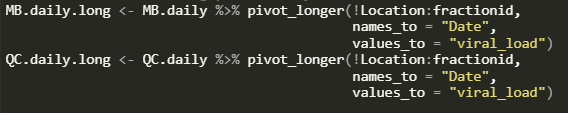 MB.daily.long <- MB.daily %>% pivot_longer(!Location:fractionid,
names_to = "Date",
values_to = "viral_load")
QC.daily.long <- QC.daily %>% pivot_longer(!Location:fractionid,
names_to = "Date",
values_to = "viral_load")